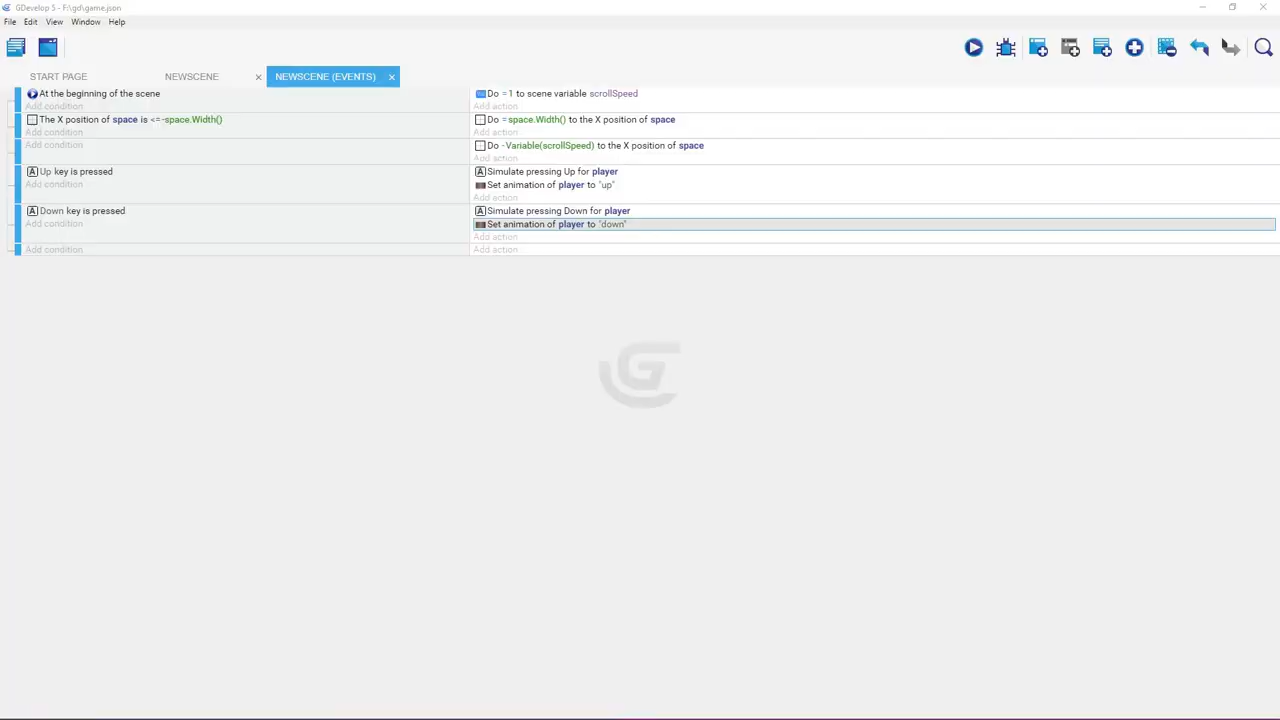 GDevelop 5 - F:\gd\game.json
File Edit View Window Help
START PAGE NEWSCENE NEWSCENE (EVENTS)
At the beginning of the scene Do =1 to scene variable scrollSpeed
Add condition Add action
The X position of space is <=-space.Width() Do =space.Width() to the X position of space
Add condition Add action
Add condition Do -Variable(scrollSpeed) to the X position of space
Add action
Up key is pressed Simulate pressing Up for player
Add condition Set animation of player to "up"
Add action
Down key is pressed Simulate pressing Down for player
Add condition Set animation of player to "down"
Add action
Add condition Add action